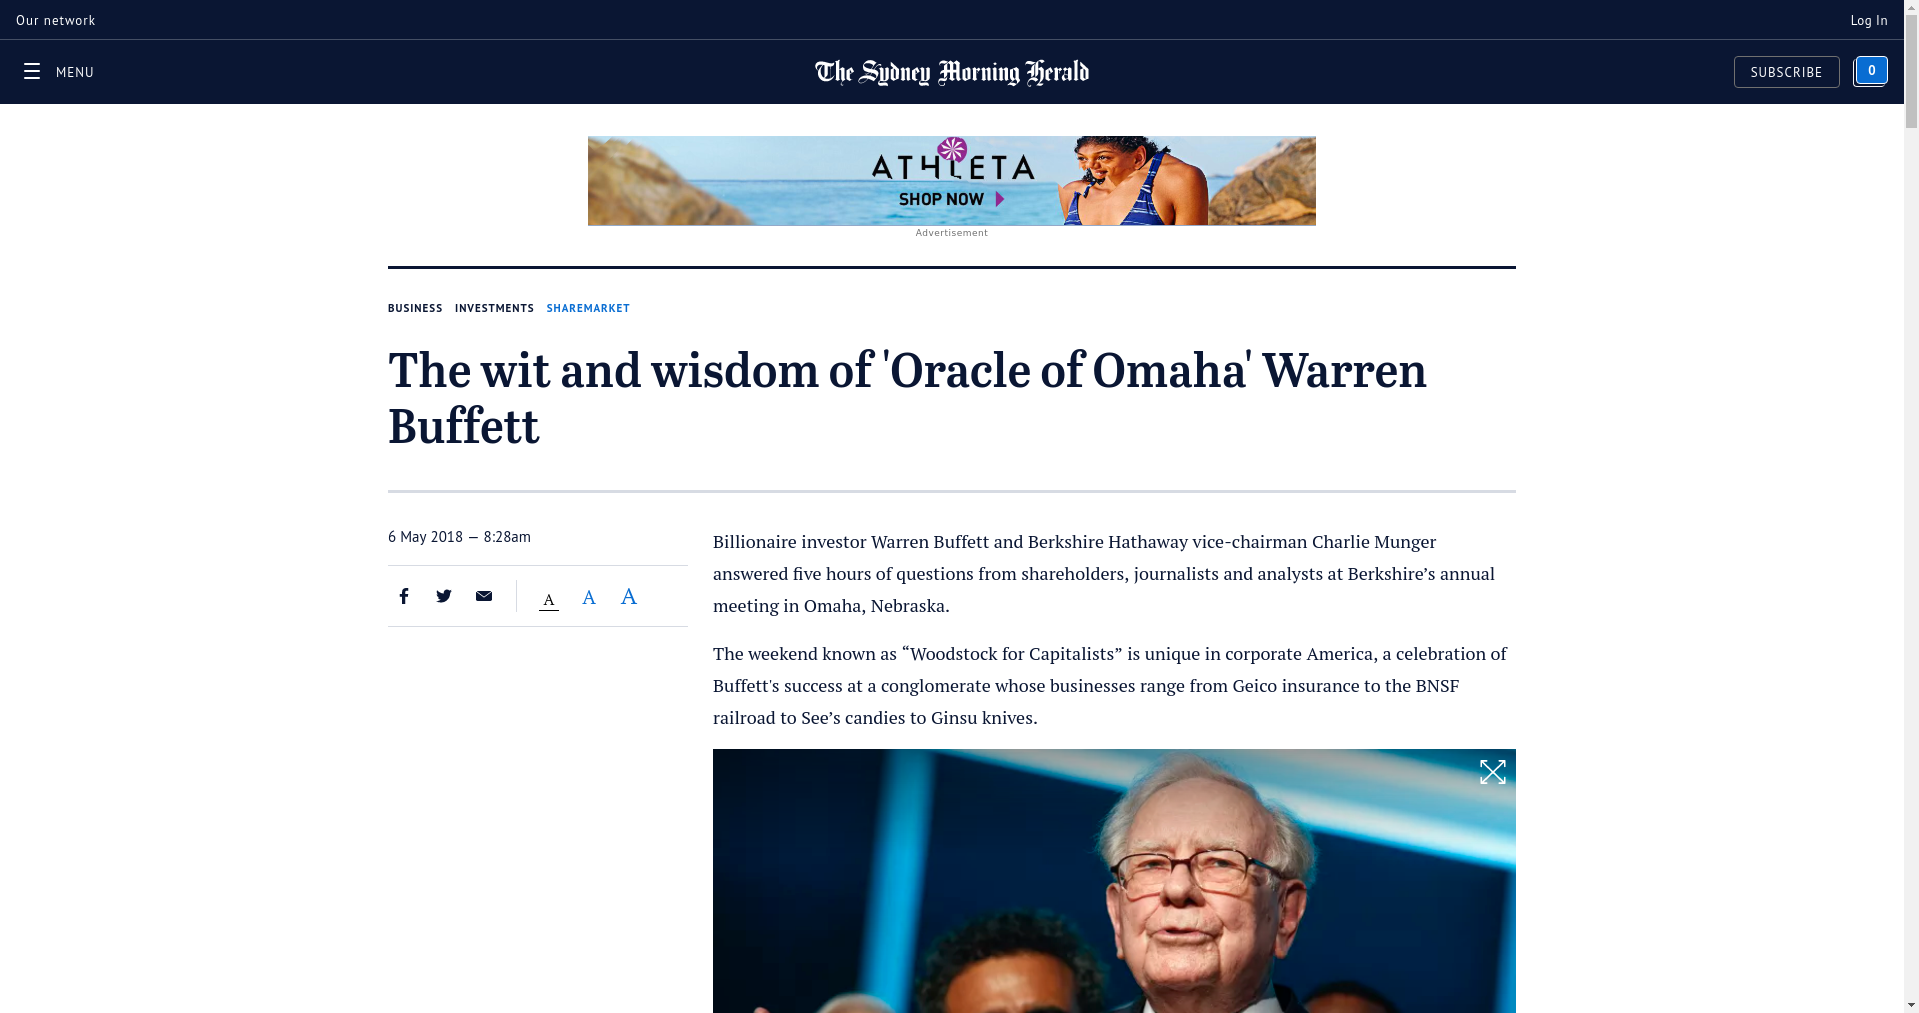 Our network
Log In
MENU
The Sydney Morning Herald
SUBSCRIBE
0
ATHLETA
SHOP NOW
Advertisement
BUSINESS INVESTMENTS SHAREMARKET
The wit and wisdom of 'Oracle of Omaha' Warren
Buffett
6 May 2018 — 8:28am
A A A
Billionaire investor Warren Buffett and Berkshire Hathaway vice-chairman Charlie Munger
answered five hours of questions from shareholders, journalists and analysts at Berkshire’s annual
meeting in Omaha, Nebraska.
The weekend known as “Woodstock for Capitalists” is unique in corporate America, a celebration of
Buffett's success at a conglomerate whose businesses range from Geico insurance to the BNSF
railroad to See’s candies to Ginsu knives.